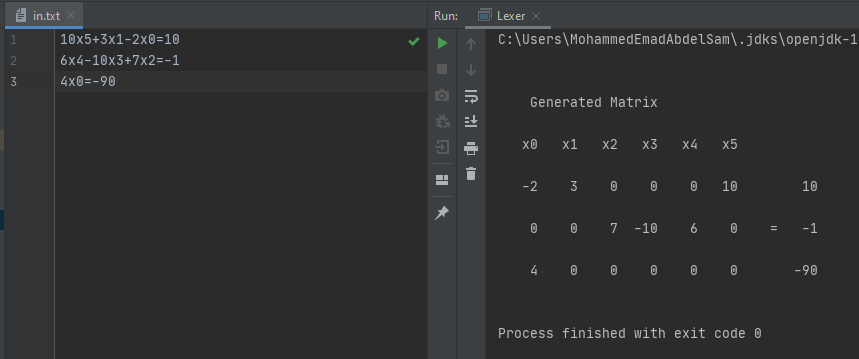 in.txt
1 10x5+3x1-2x0=10
2 6x4-10x3+7x2=-1
3 4x0=-90
Run: Lexer
C:\Users\MohammedEmadAbdelSam\.jdks\openjdk-1
Generated Matrix
x0 x1 x2 x3 x4 x5
-2 3 0 0 0 10 10
0 0 7 -10 6 0 = -1
4 0 0 0 0 0 -90
Process finished with exit code 0